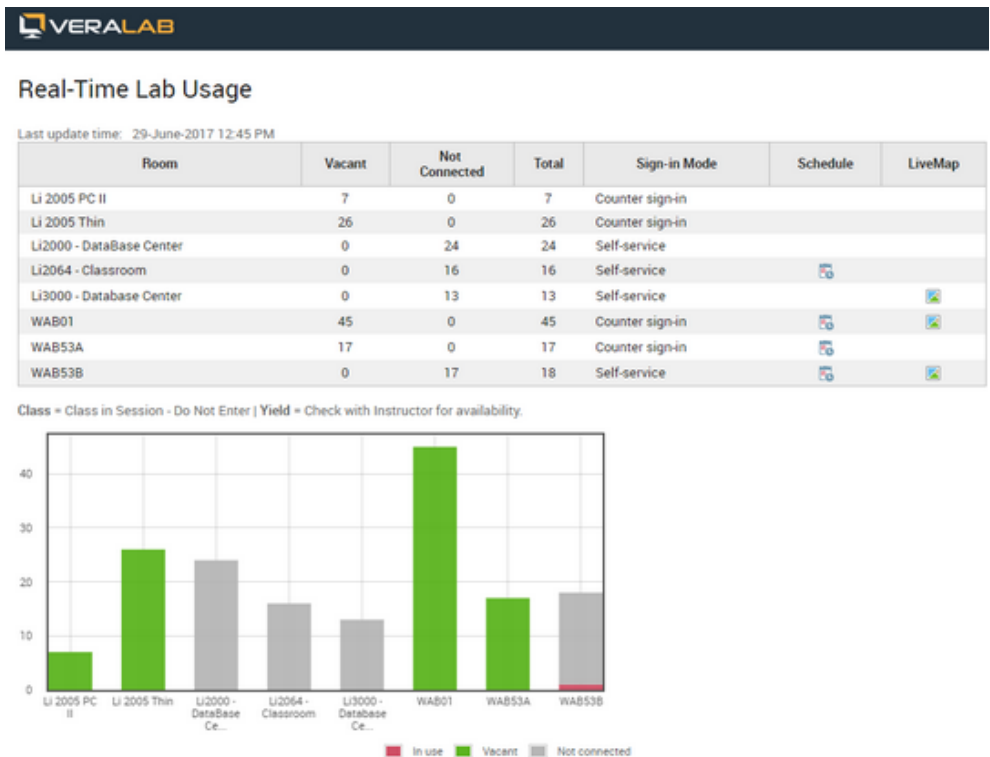 VERALAB
Real-Time Lab Usage
Last update time: 29-June-2017 12:45 PM
Room Vacant Not Connected Total Sign-in Mode Schedule LiveMap
Li 2005 PC II 7 0 7 Counter sign-in
Li 2005 Thin 26 0 26 Counter sign-in
Li2000 - DataBase Center 0 24 24 Self-service
Li2064 - Classroom 0 16 16 Self-service
Li3000 - Database Center 0 13 13 Self-service
WAB01 45 0 45 Counter sign-in
WAB53A 17 0 17 Counter sign-in
WAB53B 0 17 18 Self-service
Class = Class in Session - Do Not Enter | Yield = Check with Instructor for availability.
40
30
20
10
0
Li 2005 PC II
Li 2005 Thin
Li2000 - DataBase Ce...
Li2064 - Classroom
Li3000 - Database Ce...
WAB01
WAB53A
WAB53B
In use Vacant Not connected